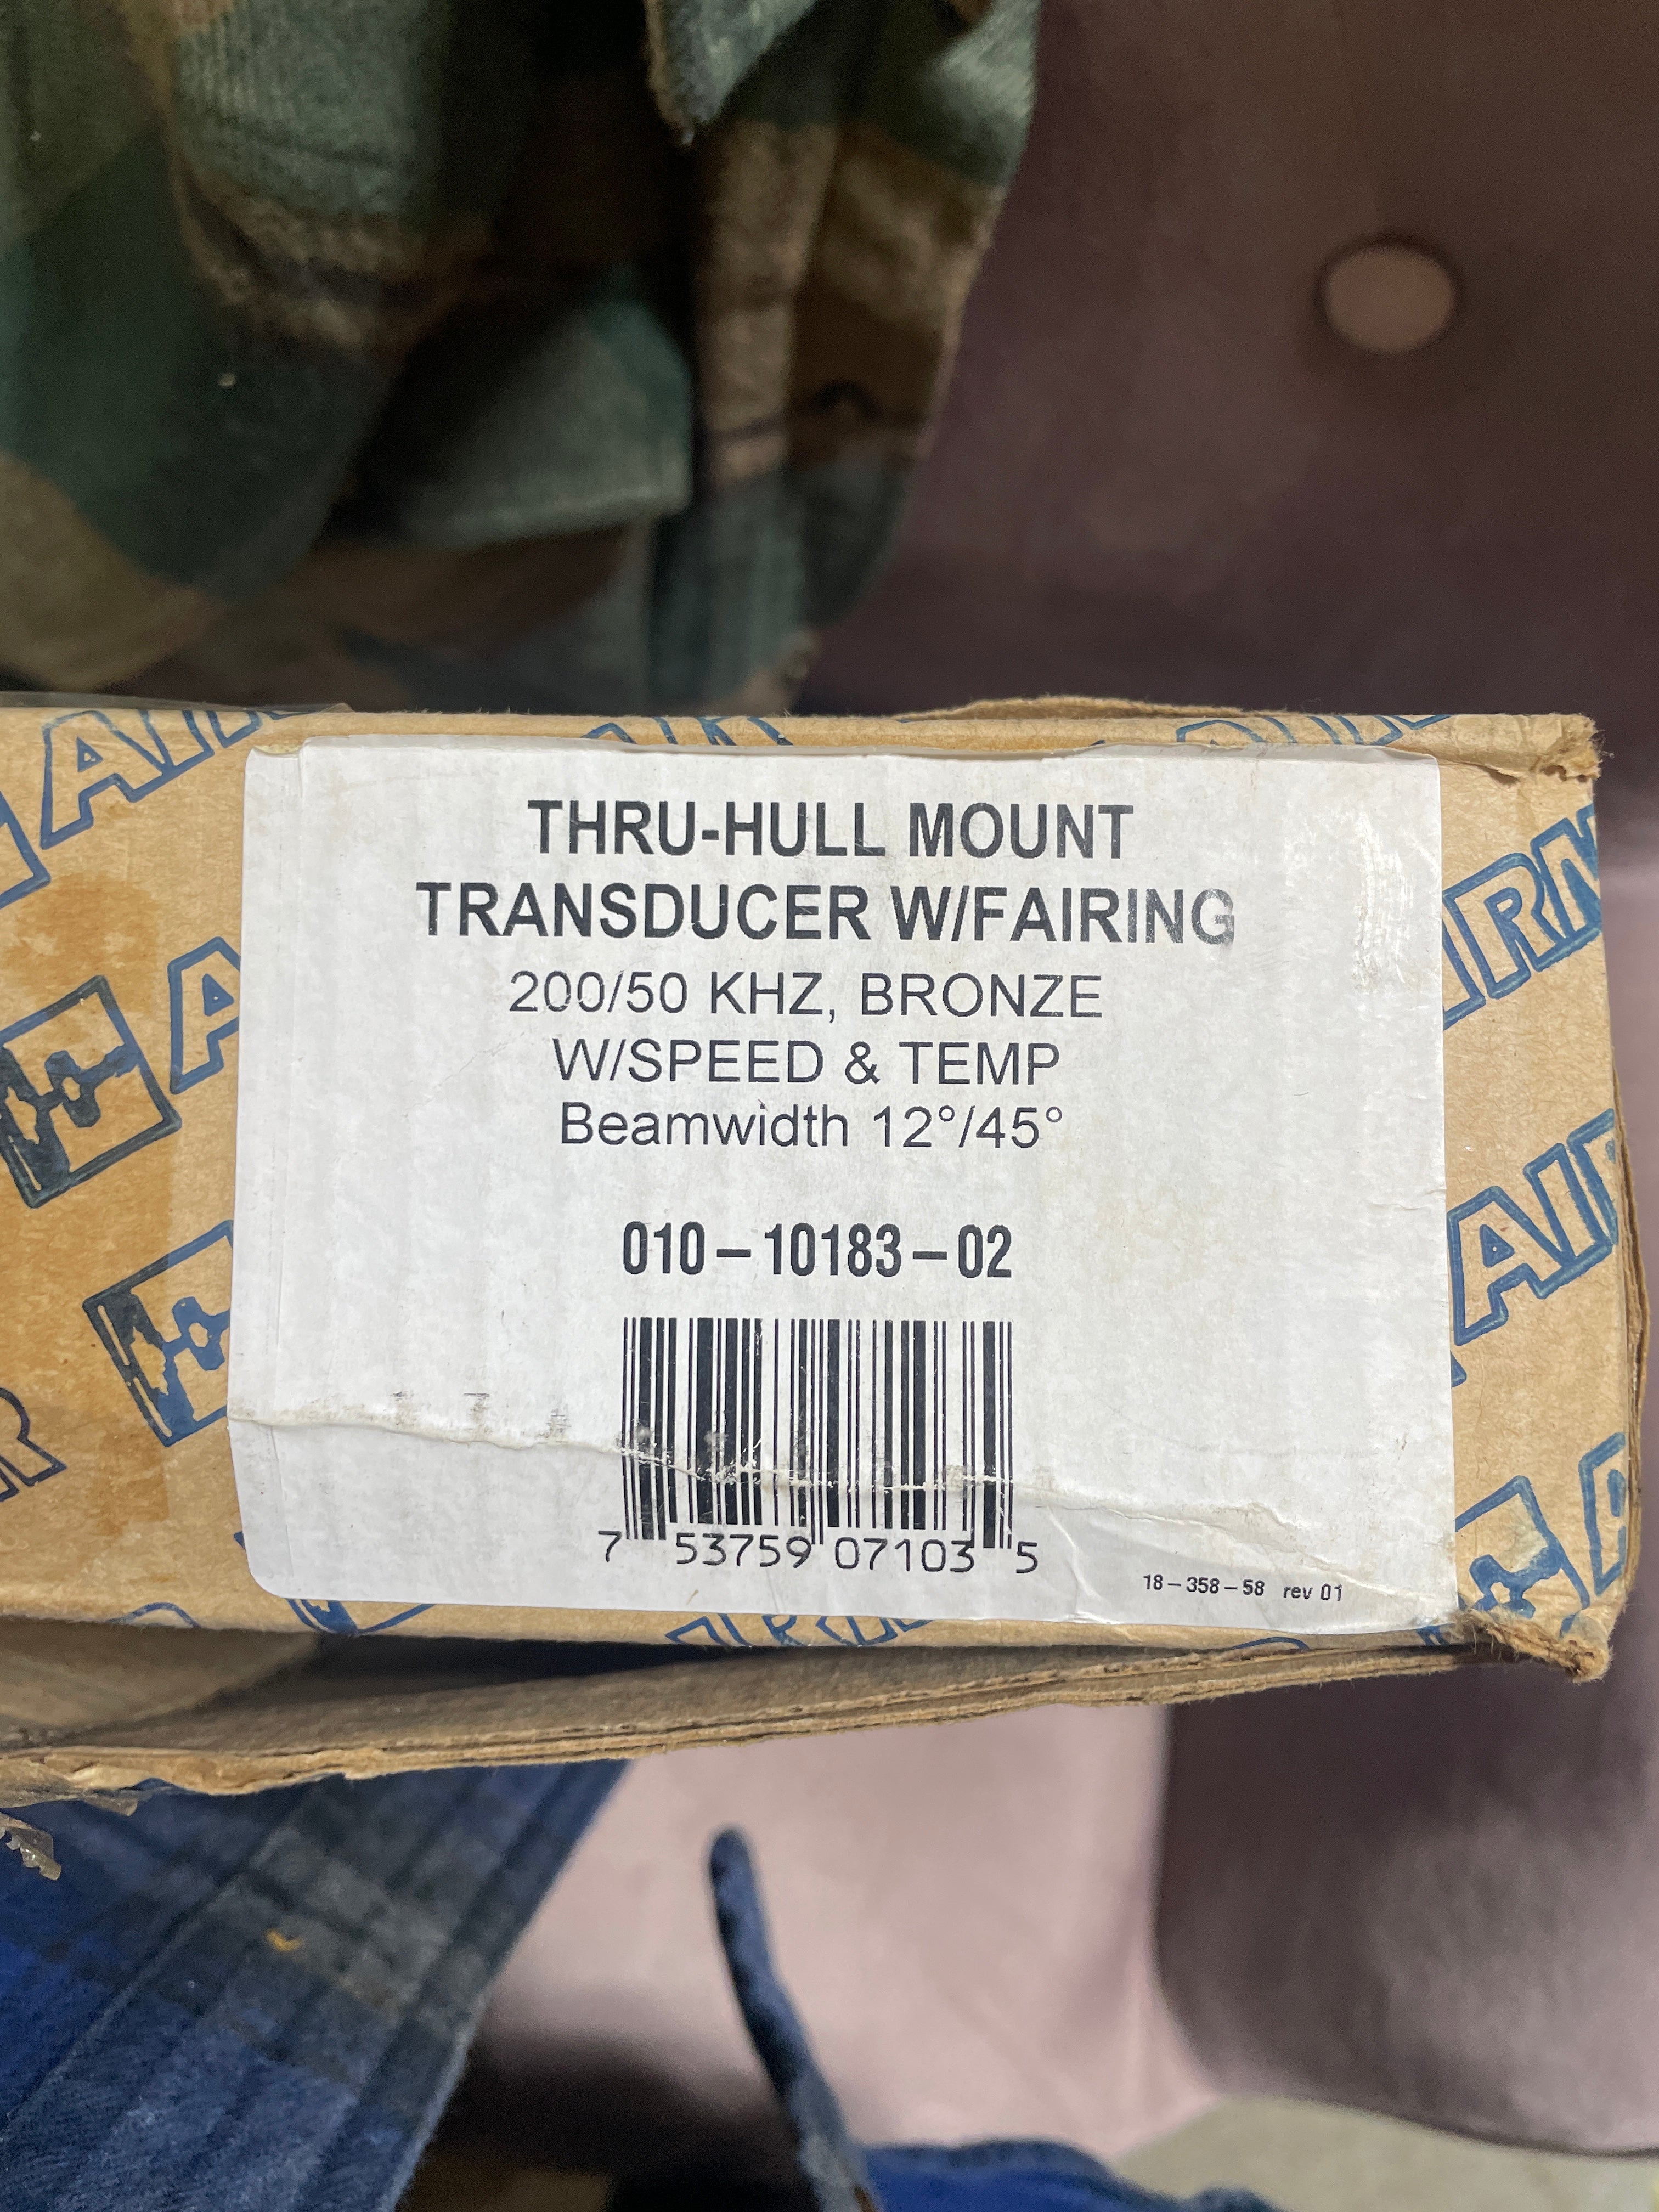 THRU-HULL MOUNT
TRANSDUCER W/FAIRING
200/50 KHZ, BRONZE
W/SPEED & TEMP
Beamwidth 12°/45°
010-10183-02
7 53759 07103 5
18-358-58 rev 01